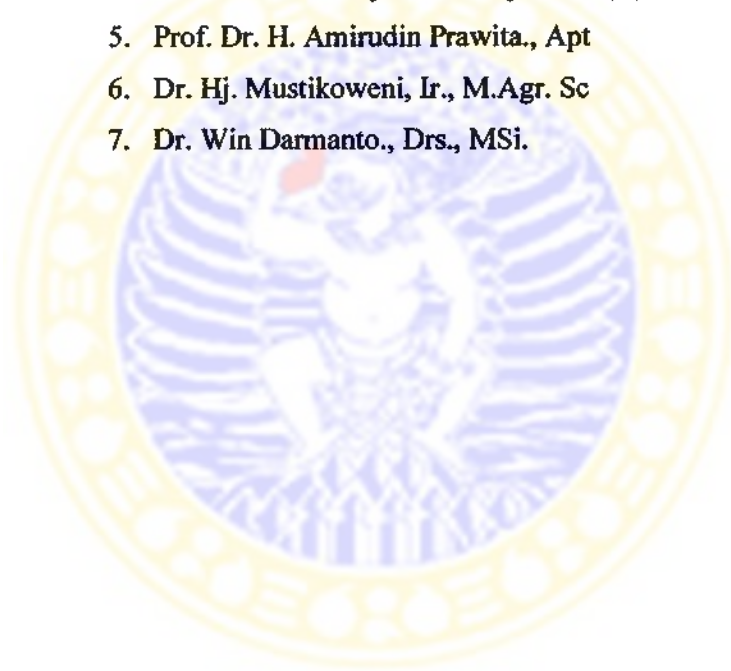 5. Prof. Dr. H. Amirudin Prawita., Apt
6. Dr. Hj. Mustikoweni, Ir., M.Agr. Sc
7. Dr. Win Darmanto., Drs., MSi.